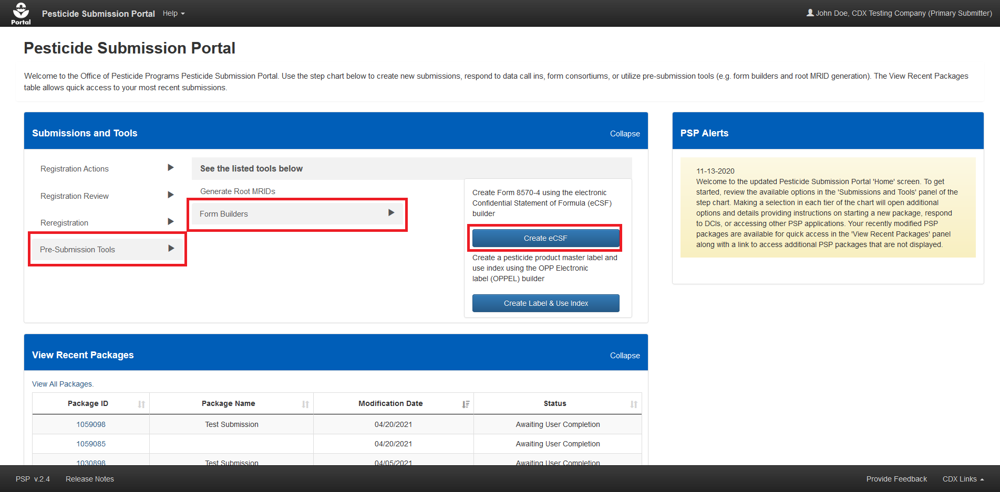 Portal
Pesticide Submission Portal
Help
John Doe, CDX Testing Company (Primary Submitter)
Pesticide Submission Portal
Welcome to the Office of Pesticide Programs Pesticide Submission Portal. Use the step chart below to create new submissions, respond to data call ins, form consortiums, or utilize pre-submission tools (e.g. form builders and root MRID generation). The View Recent Packages
table allows quick access to your most recent submissions.
Submissions and Tools
Collapse
Registration Actions
Registration Review
Reregistration
Pre-Submission Tools
See the listed tools below
Generate Root MRIDs
Form Builders
Create Form 8570-4 using the electronic
Confidential Statement of Formula (eCSF)
builder
Create eCSF
Create a pesticide product master label and
use index using the OPP Electronic
label (OPPEL) builder
Create Label & Use Index
PSP Alerts
11-13-2020
Welcome to the updated Pesticide Submission Portal 'Home' screen. To get
started, review the available options in the 'Submissions and Tools' panel of the
step chart. Making a selection in each tier of the chart will open additional
options and details providing instructions on starting a new package, respond
to DCIs, or accessing other PSP applications. Your recently modified PSP
packages are available for quick access in the 'View Recent Packages' panel
along with a link to access additional PSP packages that are not displayed.
View Recent Packages
Collapse
View All Packages.
Package ID Package Name Modification Date Status
1059098 Test Submission 04/20/2021 Awaiting User Completion
1059085 04/20/2021 Awaiting User Completion
1030898 Test Submission 04/05/2021 Awaiting User Completion
PSP v.2.4
Release Notes
Provide Feedback
CDX Links